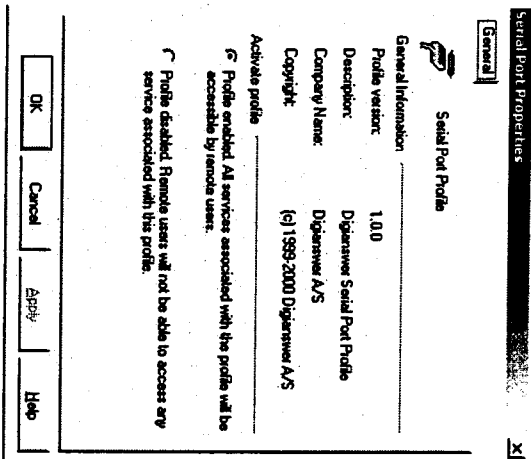 Serial Port Properties
X
General
Serial Port Profile
General Information
Profile version: 1.0.0
Description: Digianswer Serial Port Profile
Company Name: Digianswer A/S
Copyright: (c) 1999-2000 Digianswer A/S
Activate profile
Profile enabled. All services associated with the profile will be
accessible by remote users.
Profile disabled. Remote users will not be able to access any
service associated with this profile.
OK
Cancel
Apply
Help